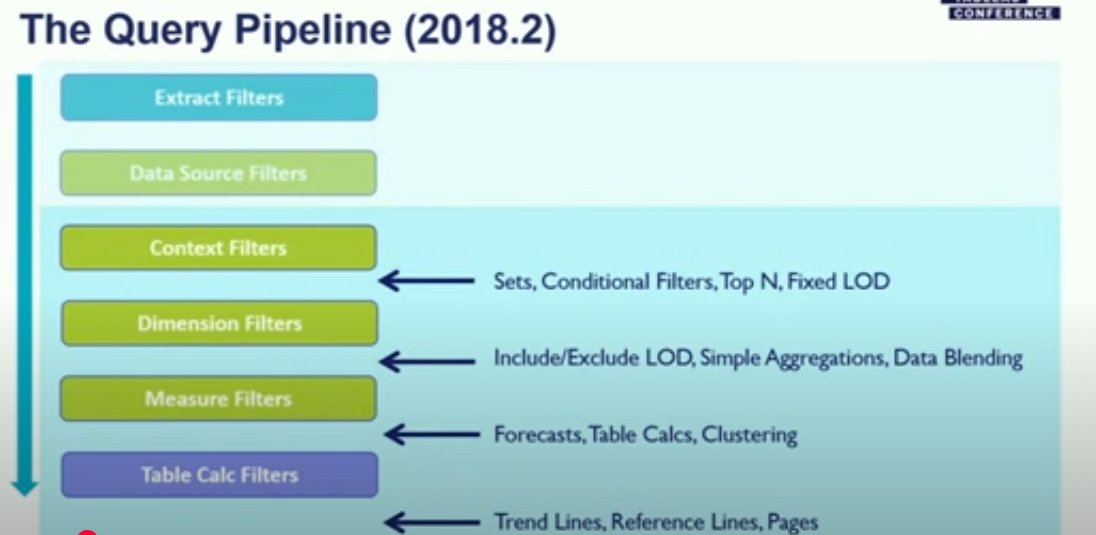 The Query Pipeline (2018.2)
CONFERENCE
Extract Filters
Data Source Filters
Context Filters
Sets, Conditional Filters, Top N, Fixed LOD
Dimension Filters
Include/Exclude LOD, Simple Aggregations, Data Blending
Measure Filters
Forecasts, Table Calcs, Clustering
Table Calc Filters
Trend Lines, Reference Lines, Pages